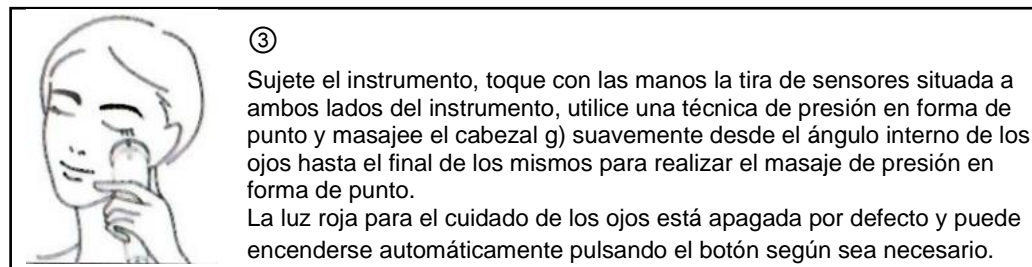 ③
Sujete el instrumento, toque con las manos la tira de sensores situada a
ambos lados del instrumento, utilice una técnica de presión en forma de
punto y masajee el cabezal g) suavemente desde el ángulo interno de los
ojos hasta el final de los mismos para realizar el masaje de presión en
forma de punto.
La luz roja para el cuidado de los ojos está apagada por defecto y puede
encenderse automáticamente pulsando el botón según sea necesario.